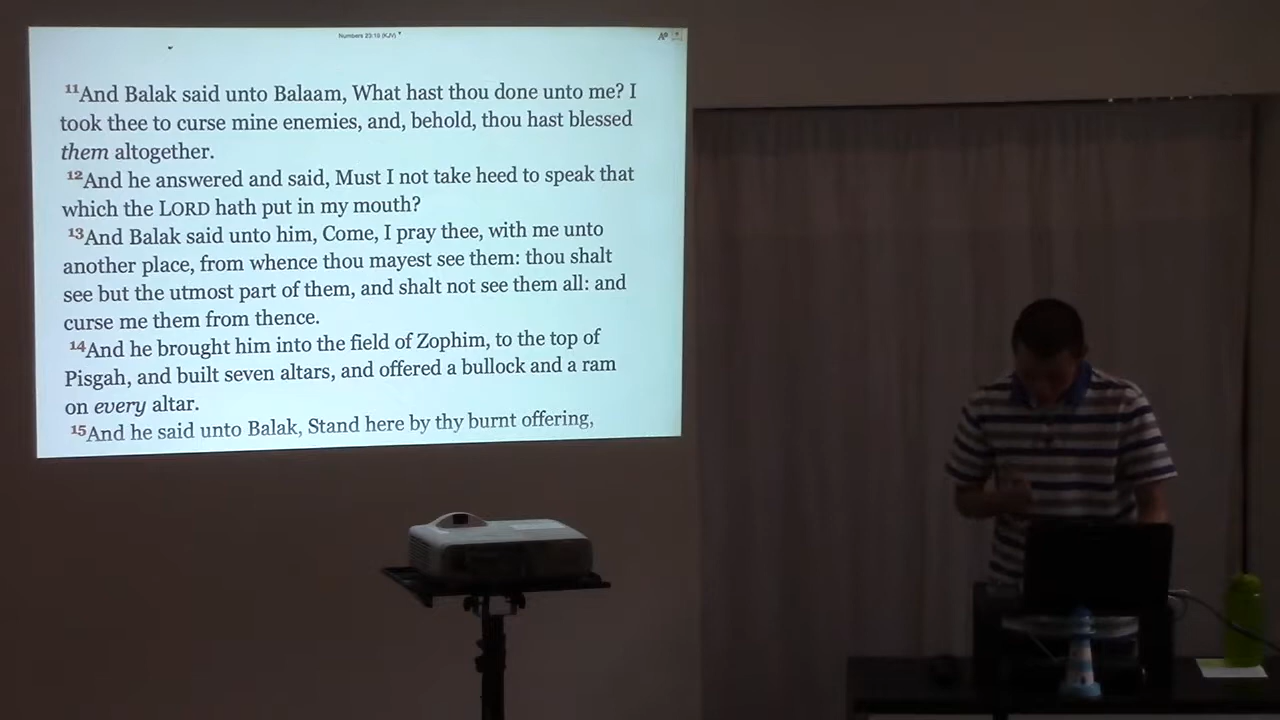 Numbers 23:10 (KJV)
11And Balak said unto Balaam, What hast thou done unto me? I
took thee to curse mine enemies, and, behold, thou hast blessed
them altogether.
12And he answered and said, Must I not take heed to speak that
which the LORD hath put in my mouth?
13And Balak said unto him, Come, I pray thee, with me unto
another place, from whence thou mayest see them: thou shalt
see but the utmost part of them, and shalt not see them all: and
curse me them from thence.
14And he brought him into the field of Zophim, to the top of
Pisgah, and built seven altars, and offered a bullock and a ram
on every altar.
15And he said unto Balak, Stand here by thy burnt offering,